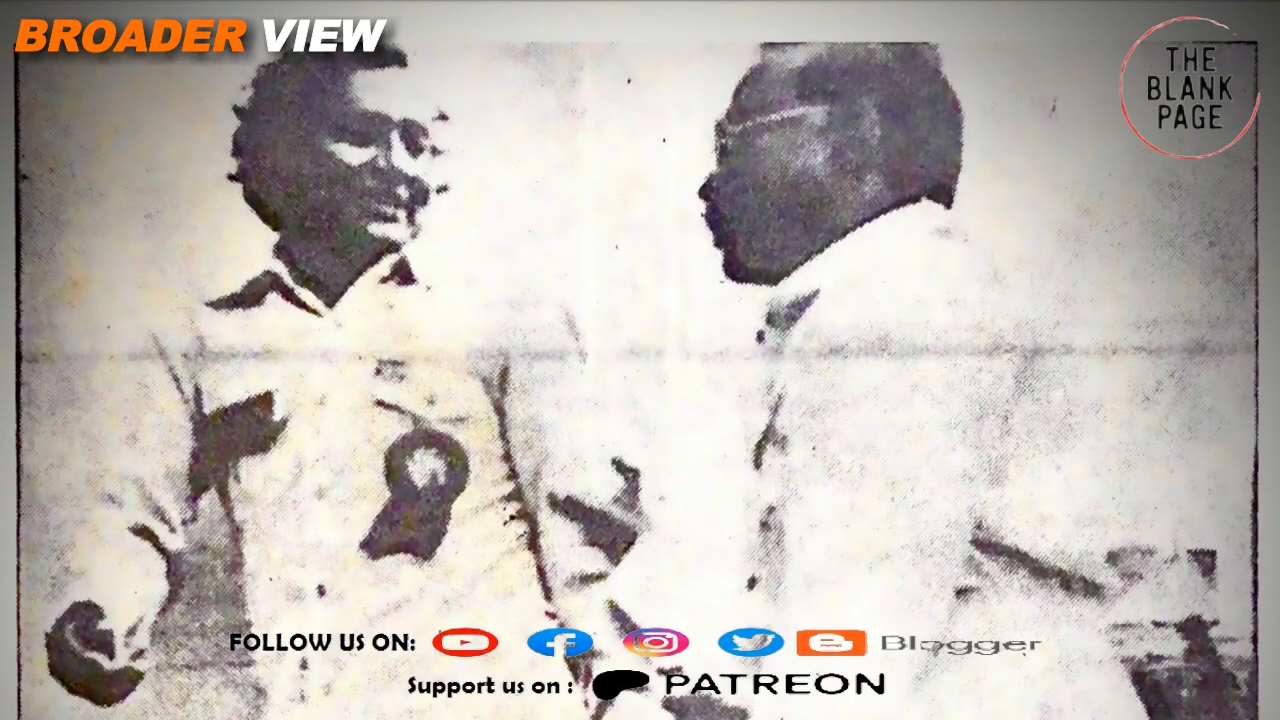 BROADER VIEW
THE
BLANK
PAGE
FOLLOW US ON:
Blogger
Support us on :
PATREON